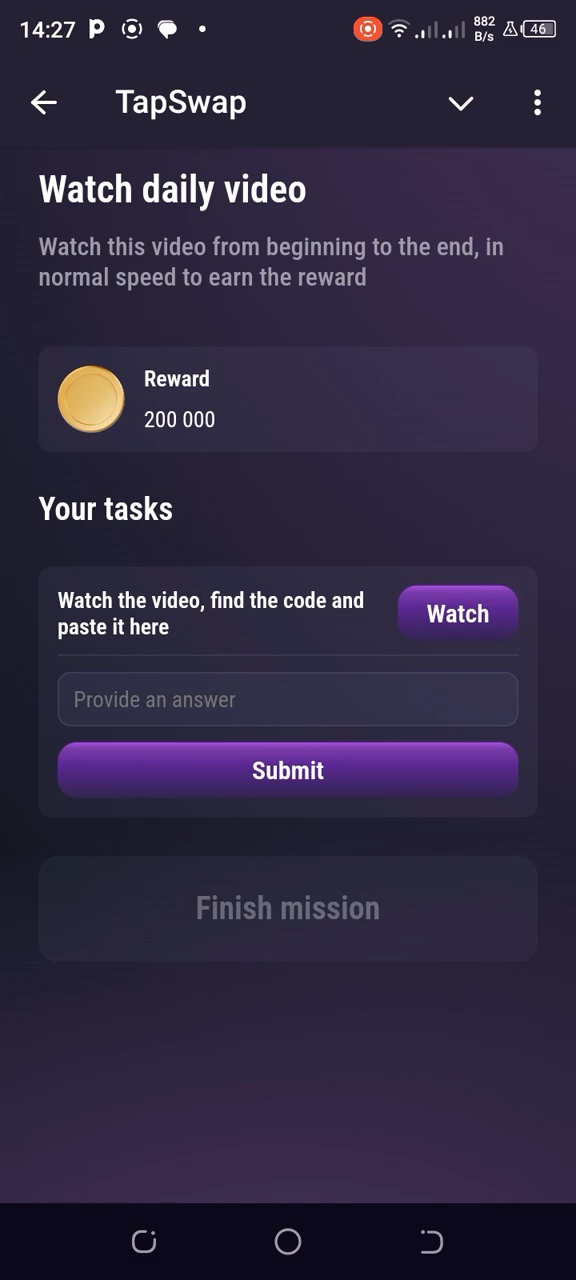 14:27
882
B/s
46
TapSwap
Watch daily video
Watch this video from beginning to the end, in
normal speed to earn the reward
Reward
200 000
Your tasks
Watch the video, find the code and
paste it here
Watch
Provide an answer
Submit
Finish mission